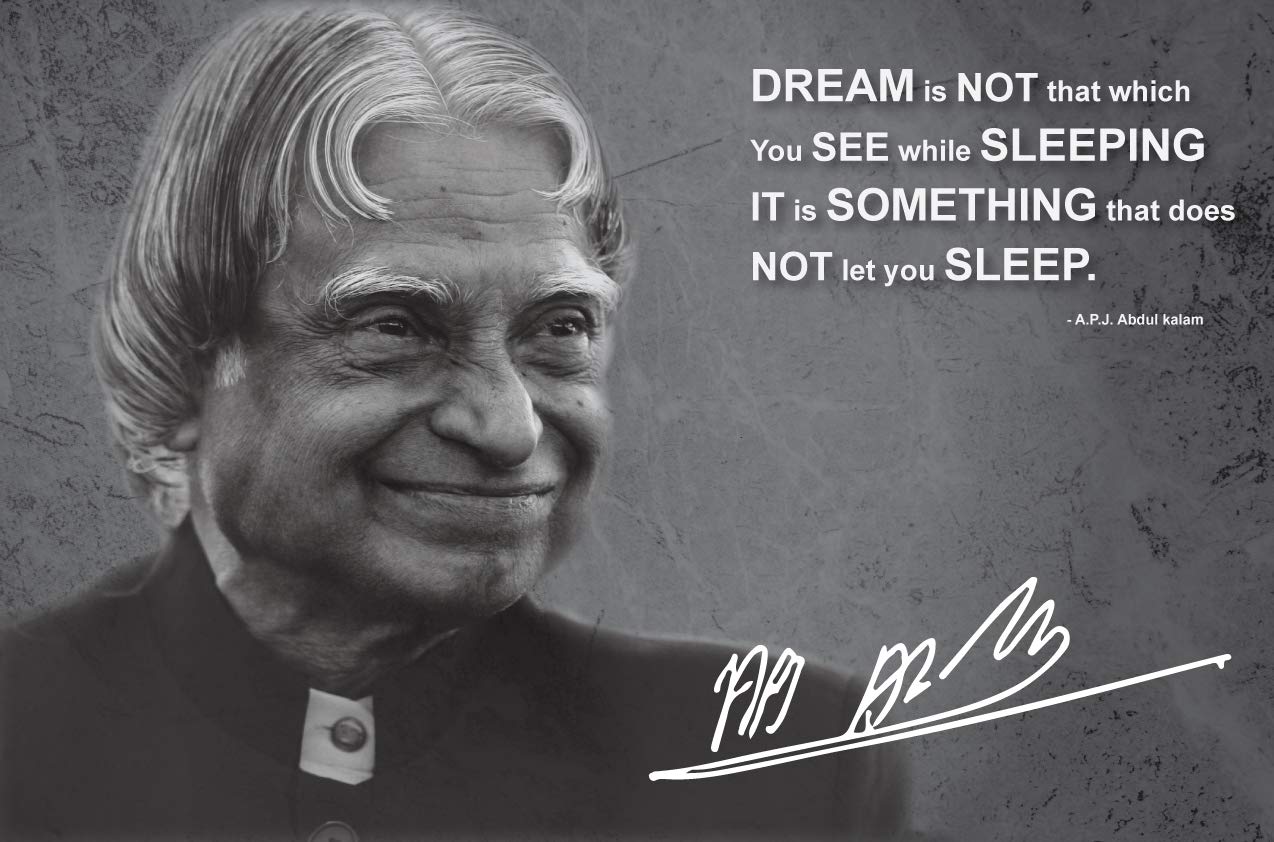 DREAM is NOT that which
You SEE while SLEEPING
IT is SOMETHING that does
NOT let you SLEEP.
- A.P.J. Abdul kalam